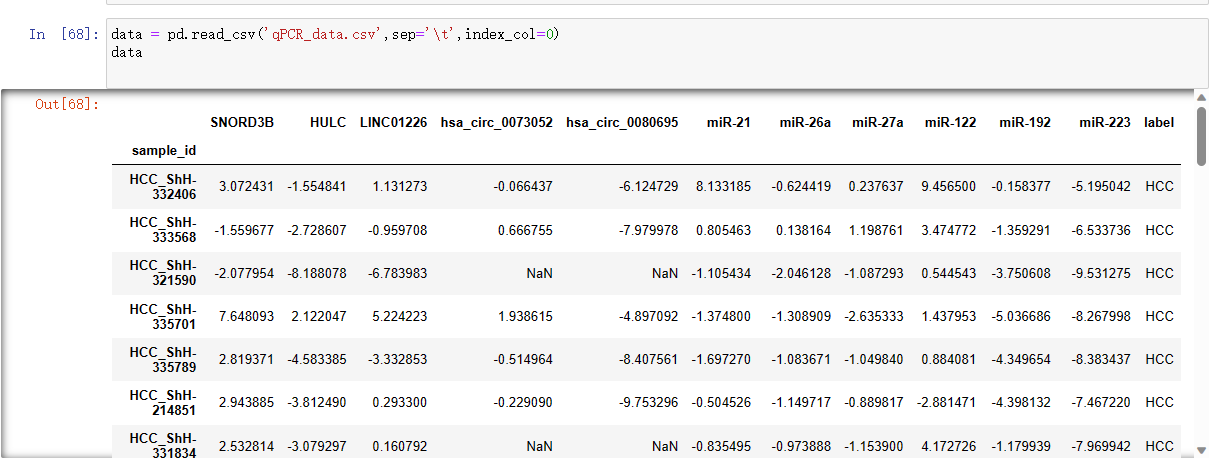 In [68]: data = pd.read_csv('qPCR_data.csv',sep='\t',index_col=0)
data
Out[68]:
SNORD3B HULC LINC01226 hsa_circ_0073052 hsa_circ_0080695 miR-21 miR-26a miR-27a miR-122 miR-192 miR-223 label
sample_id
HCC_ShH-
332406 3.072431 -1.554841 1.131273 -0.066437 -6.124729 8.133185 -0.624419 0.237637 9.456500 -0.158377 -5.195042 HCC
HCC_ShH-
333568 -1.559677 -2.728607 -0.959708 0.666755 -7.979978 0.805463 0.138164 1.198761 3.474772 -1.359291 -6.533736 HCC
HCC_ShH-
321590 -2.077954 -8.188078 -6.783983 NaN NaN -1.105434 -2.046128 -1.087293 0.544543 -3.750608 -9.531275 HCC
HCC_ShH-
335701 7.648093 2.122047 5.224223 1.938615 -4.897092 -1.374800 -1.308909 -2.635333 1.437953 -5.036686 -8.267998 HCC
HCC_ShH-
335789 2.819371 -4.583385 -3.332853 -0.514964 -8.407561 -1.697270 -1.083671 -1.049840 0.884081 -4.349654 -8.383437 HCC
HCC_ShH-
214851 2.943885 -3.812490 0.293300 -0.229090 -9.753296 -0.504526 -1.149717 -0.889817 -2.881471 -4.398132 -7.467220 HCC
HCC_ShH-
331834 2.532814 -3.079297 0.160792 NaN NaN -0.835495 -0.973888 -1.153900 4.172726 -1.179939 -7.969942 HCC